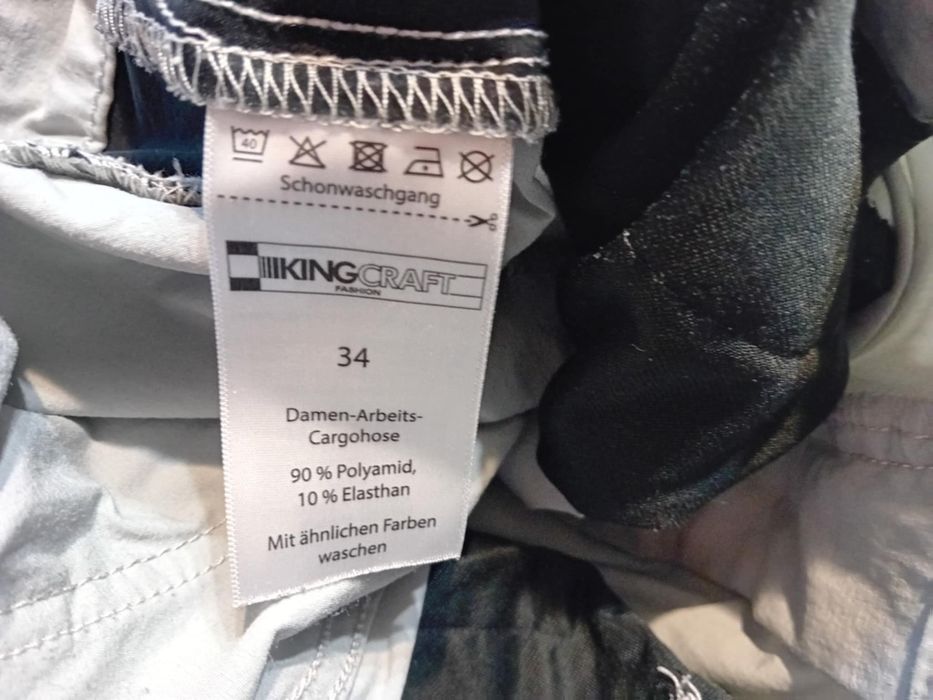 40
Schonwaschgang
KINGCRAFT
FASHION
34
Damen-Arbeits-
Cargohose
90 % Polyamid,
10 % Elasthan
Mit ähnlichen Farben
waschen